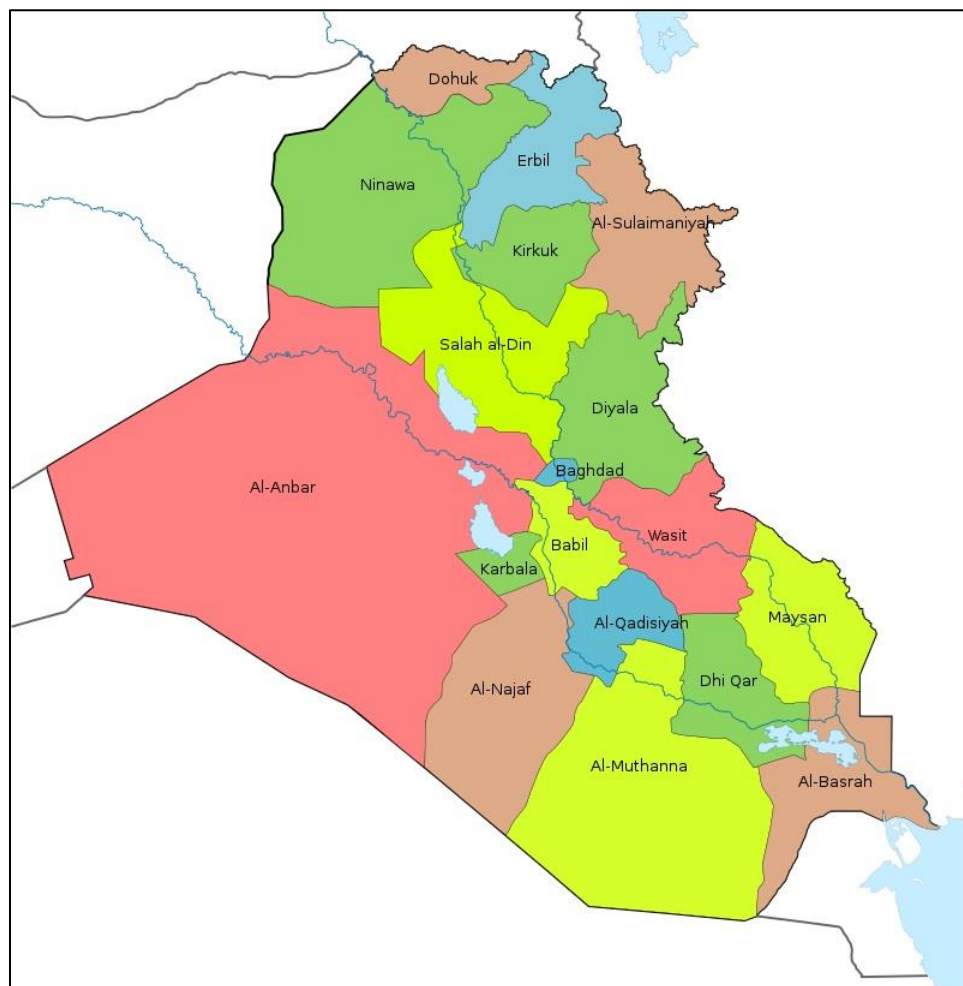 Dohuk
Erbil
Ninawa
Al-Sulaimaniyah
Kirkuk
Salah al-Din
Diyala
Baghdad
Al-Anbar
Wasit
Babil
Karbala
Maysan
Al-Qadisiyah
Dhi Qar
Al-Najaf
Al-Muthanna
Al-Basrah